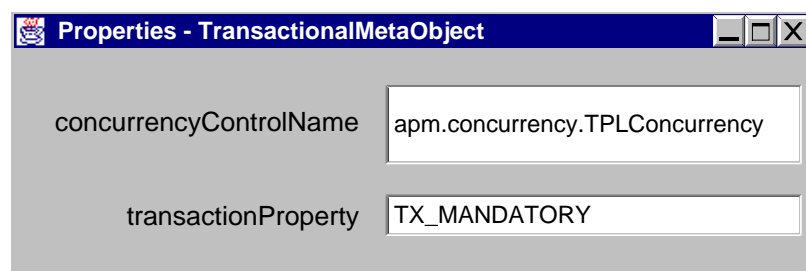 Properties - TransactionalMetaObject
concurrencyControlName apm.concurrency.TPLConcurrency
transactionProperty TX_MANDATORY